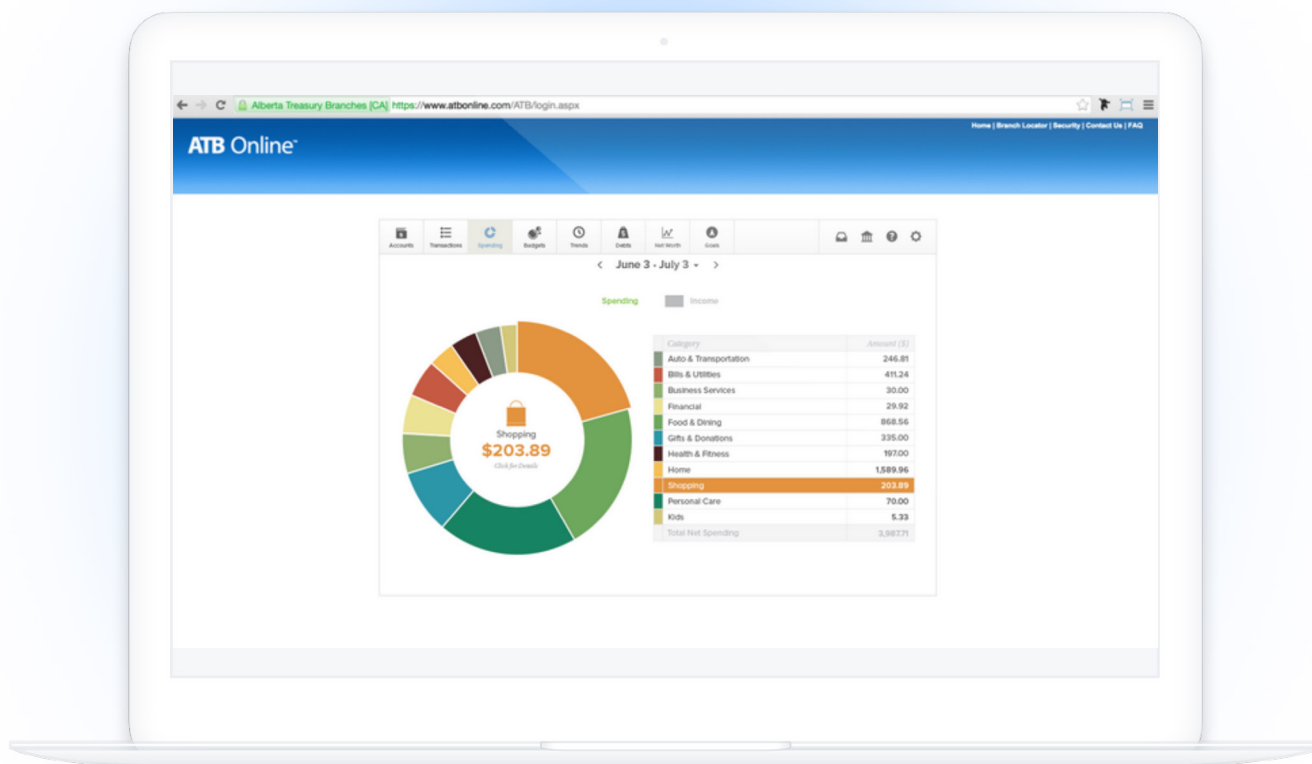 Alberta Treasury Branches [CA] https://www.atbonline.com/ATB/login.aspx
Home | Branch Locator | Security | Contact Us | FAQ
ATB Online™
Accounts Transactions Spending Budgets Trends Debts Net Worth Goals
June 3 - July 3
Spending Income
Category Amount ($)
Auto & Transportation 246.81
Bills & Utilities 411.24
Business Services 30.00
Financial 29.92
Food & Dining 868.56
Gifts & Donations 335.00
Health & Fitness 197.00
Home 1,589.96
Shopping 203.89
Personal Care 70.00
Kids 5.33
Total Net Spending 3,987.71
Shopping
$203.89
Click for Details